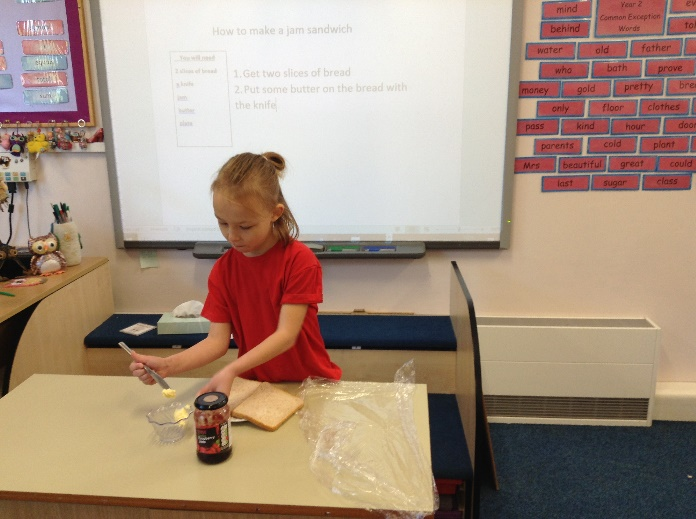 How to make a jam sandwich
You will need
2 slices of bread
jam
butter
plate
1. Get two slices of bread
2. Put some butter on the bread with
the knife
Year 2
Common Exception
Words
mind
behind
water old father
who bath prove
money gold pretty
only floor clothes
pass kind hour door
parents cold plant
Mrs beautiful great could
last sugar class